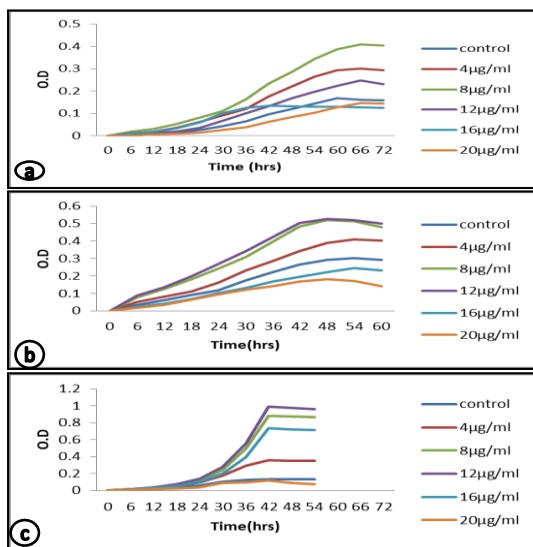 0.5
0.4
0.3
0.2
0.1
0
O.D
0 6 12 18 24 30 36 42 48 54 60 66 72
Time (hrs)
control
4µg/ml
8µg/ml
12µg/ml
16µg/ml
20µg/ml
a
0.6
0.5
0.4
0.3
0.2
0.1
0
O.D
0 6 12 18 24 30 36 42 48 54 60
Time(hrs)
control
4µg/ml
8µg/ml
12µg/ml
16µg/ml
20µg/ml
b
1.2
1
0.8
0.6
0.4
0.2
0
O.D
0 6 12 18 24 30 36 42 48 54
Time(hrs)
control
4µg/ml
8µg/ml
12µg/ml
16µg/ml
20µg/ml
c